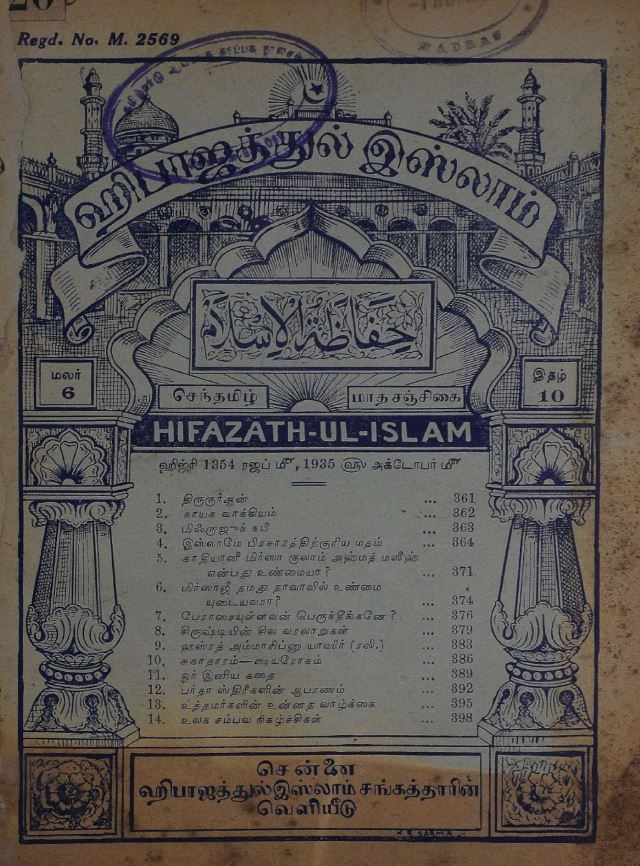 Regd. No. M. 2569
MADRAS
ஹிபாஜத்துல் இஸ்லாம்
حفاظة الإسلام
மலர்
6
இதழ்
10
செந்தமிழ்
மாதசஞ்சிகை
HIFAZATH-UL-ISLAM
ஹிஜ்ரி 1354 ரஜப் மீ, 1935 ஹு அக்டோபர் மீ
1. திருகுர்ஆன் ... 361
2. நாயக வாக்கியம் ... 362
3. மிஃராஜுக் கபீ ... 363
4. இஸ்லாமே பிரசாரத்திற்குரிய மதம் ... 364
5. காதியானீ மிர்ஸா குலாம் அஹ்மத் மஸீஹ்
என்பது உண்மையா? ... 371
6. மிர்ஸாஜீ தமது தாவாவில் உண்மை
யுடையவரா? ... 374
7. பேராசையுள்ளவன் பெருக்தீக்கனே? ... 376
8. சிருஷ்டியின் சில வரலாறுகள் ... 379
9. ஹஸ்ரத் அம்மாரிப்னு யாஸிர் (ரலி.) ... 383
10. சுகாதாரம்—க்ஷயரோகம் ... 386
11. ஓர் இனிய கதை ... 389
12. பர்தா ஸ்திரீகளின் ஆபரணம் ... 392
13. உத்தமர்களின் உன்னத வாழ்க்கை ... 395
14. உலக சம்பவ நிகழ்ச்சிகள் ... 398
சென்னை
ஹிபாஜத்துல் இஸ்லாம் சங்கத்தாரின்
வெளியீடு
K.R. SARMA